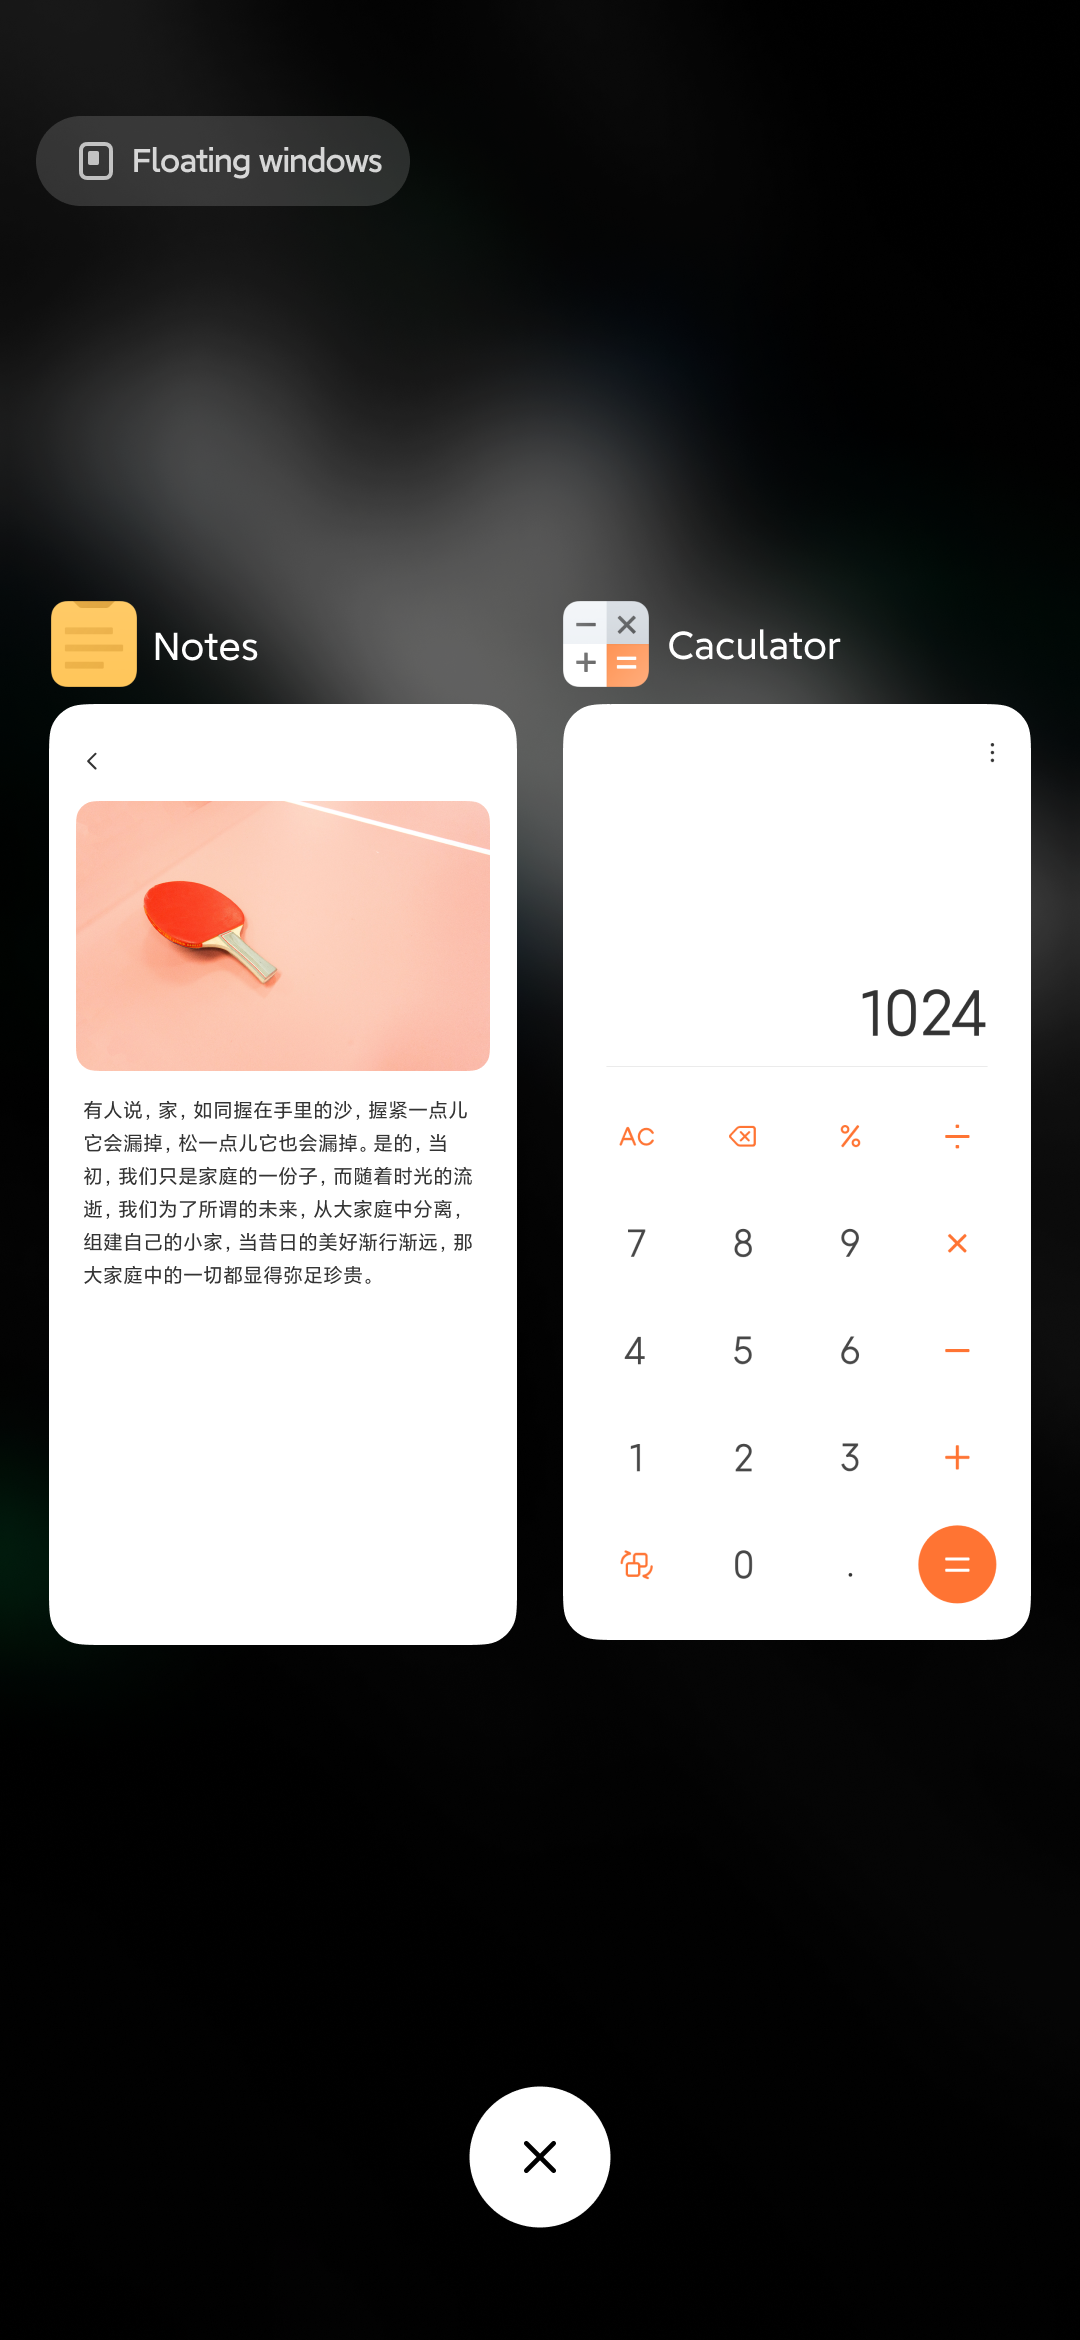 Floating windows
Notes
Caculator
有人说，家，如同握在手里的沙，握紧一点儿
它会漏掉，松一点儿它也会漏掉。是的，当
初，我们只是家庭的一份子，而随着时光的流
逝，我们为了所谓的未来，从大家庭中分离，
组建自己的小家，当昔日的美好渐行渐远，那
大家庭中的一切都显得弥足珍贵。
1024
AC % ÷
7 8 9 ×
4 5 6 −
1 2 3 +
0 . =